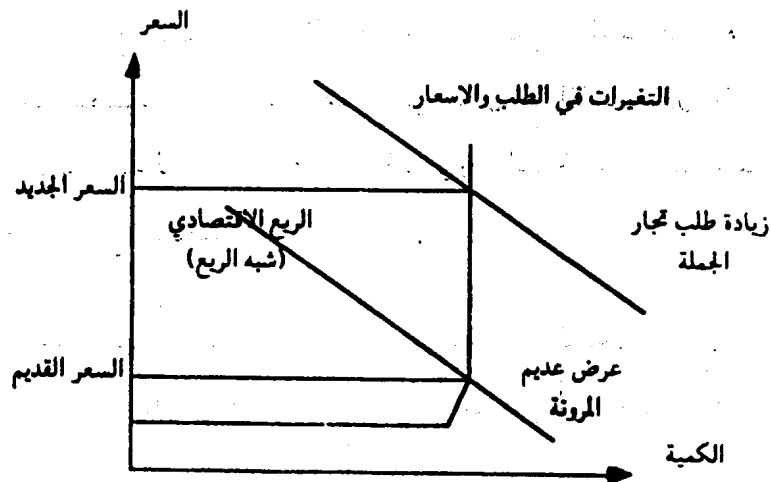 السعر
التغيرات في الطلب والاسعار
السعر الجديد
الريع الاقتصادي
(شبه الريع)
زيادة طلب تجار
الجملة
السعر القديم
عرض عديم
المرونة
الكمية